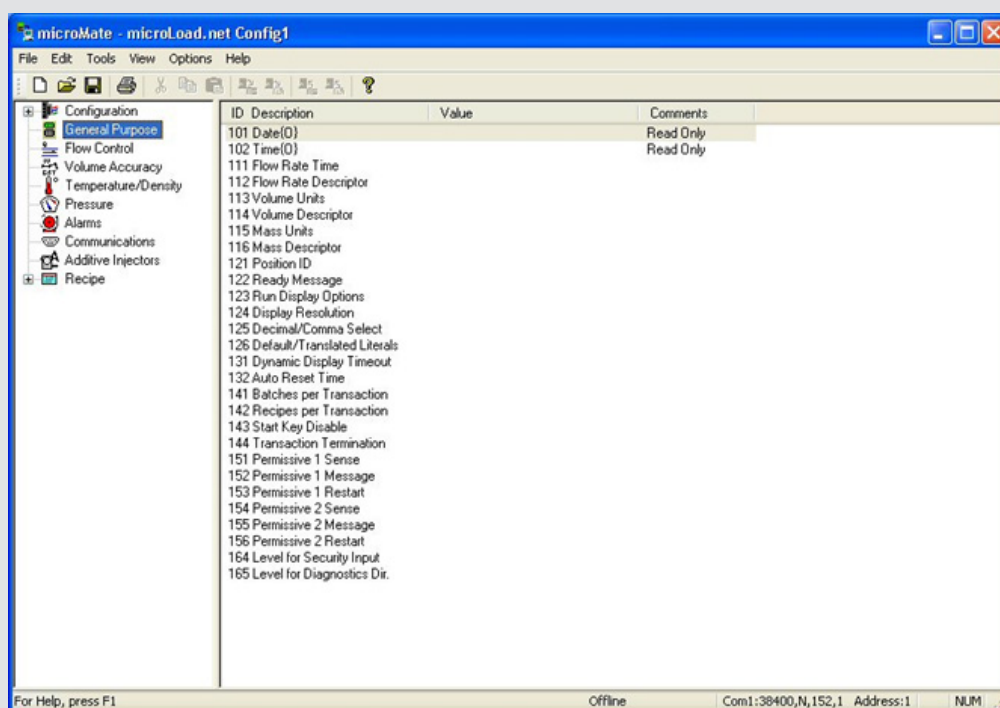 microMate - microLoad.net Config1
File Edit Tools View Options Help
Configuration
General Purpose
Flow Control
Volume Accuracy
Temperature/Density
Pressure
Alarms
Communications
Additive Injectors
Recipe
ID Description Value Comments
101 Date{O} Read Only
102 Time{O} Read Only
111 Flow Rate Time
112 Flow Rate Descriptor
113 Volume Units
114 Volume Descriptor
115 Mass Units
116 Mass Descriptor
121 Position ID
122 Ready Message
123 Run Display Options
124 Display Resolution
125 Decimal/Comma Select
126 Default/Translated Literals
131 Dynamic Display Timeout
132 Auto Reset Time
141 Batches per Transaction
142 Recipes per Transaction
143 Start Key Disable
144 Transaction Termination
151 Permissive 1 Sense
152 Permissive 1 Message
153 Permissive 1 Restart
154 Permissive 2 Sense
155 Permissive 2 Message
156 Permissive 2 Restart
164 Level for Security Input
165 Level for Diagnostics Dir.
For Help, press F1 Offline Com1:38400,N,152,1 Address:1 NUM